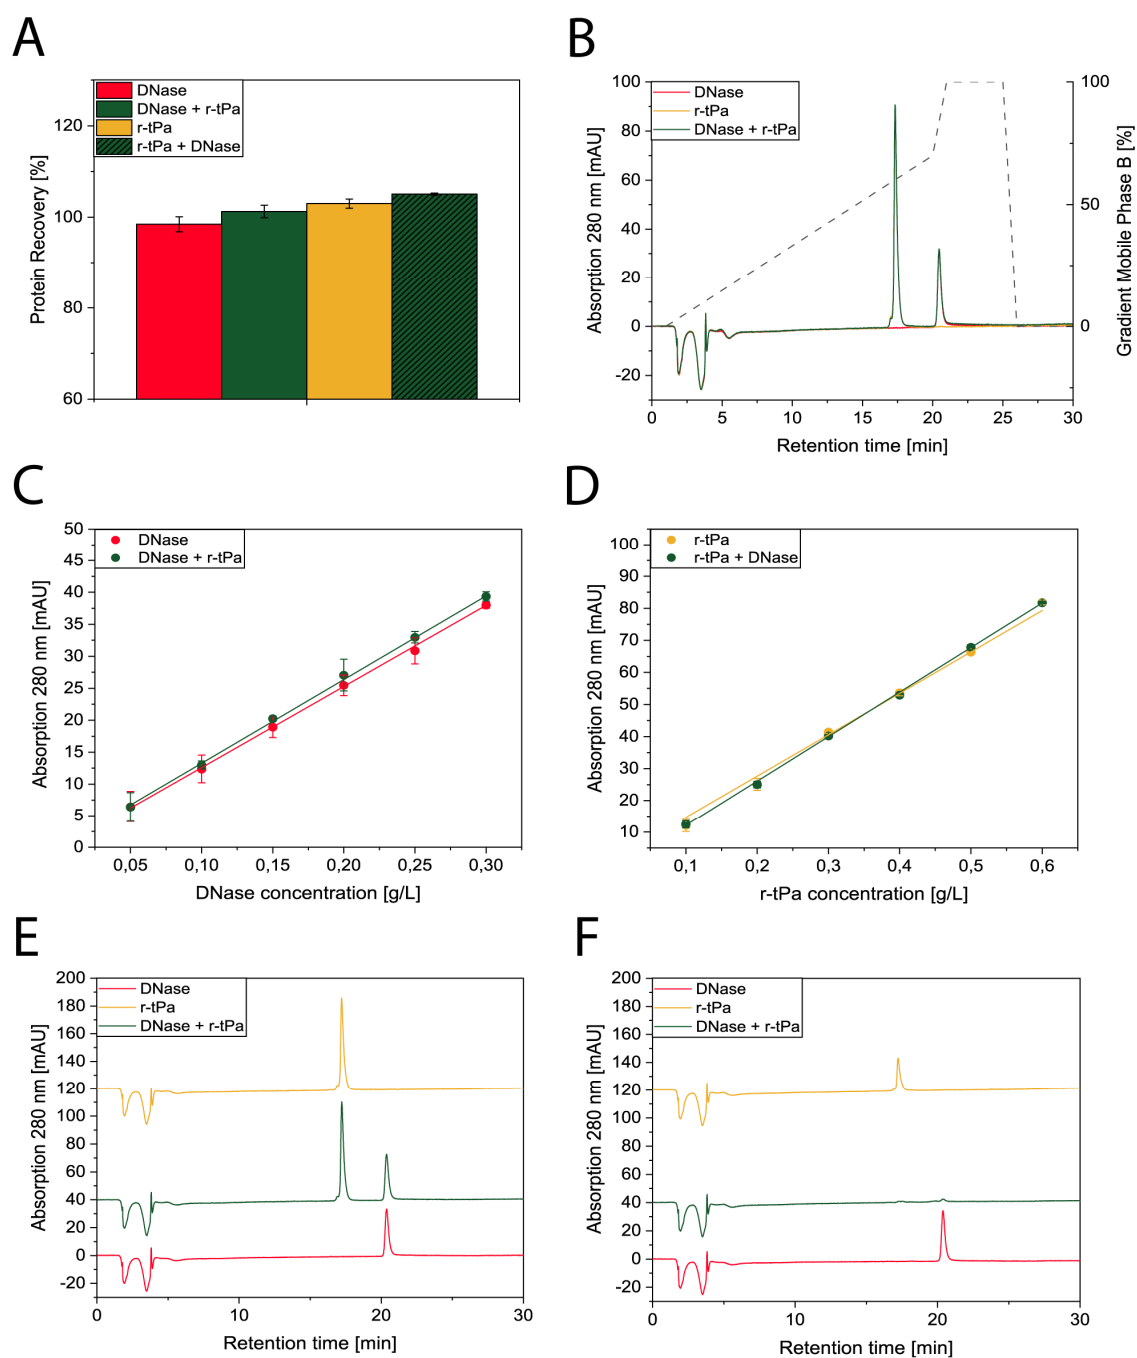 A
DNase
DNase + r-tPa
r-tPa
r-tPa + DNase
Protein Recovery [%]
120
100
80
60
B
DNase
r-tPa
DNase + r-tPa
Absorption 280 nm [mAU]
100
80
60
40
20
0
-20
100
50
0
Gradient Mobile Phase B [%]
0 5 10 15 20 25 30
Retention time [min]
C
DNase
DNase + r-tPa
Absorption 280 nm [mAU]
50
45
40
35
30
25
20
15
10
5
0
0,05 0,10 0,15 0,20 0,25 0,30
DNase concentration [g/L]
D
r-tPa
r-tPa + DNase
Absorption 280 nm [mAU]
100
90
80
70
60
50
40
30
20
10
0,1 0,2 0,3 0,4 0,5 0,6
r-tPa concentration [g/L]
E
DNase
r-tPa
DNase + r-tPa
Absorption 280 nm [mAU]
200
180
160
140
120
100
80
60
40
20
0
-20
0 10 20 30
Retention time [min]
F
DNase
r-tPa
DNase + r-tPa
Absorption 280 nm [mAU]
200
180
160
140
120
100
80
60
40
20
0
-20
0 10 20 30
Retention time [min]